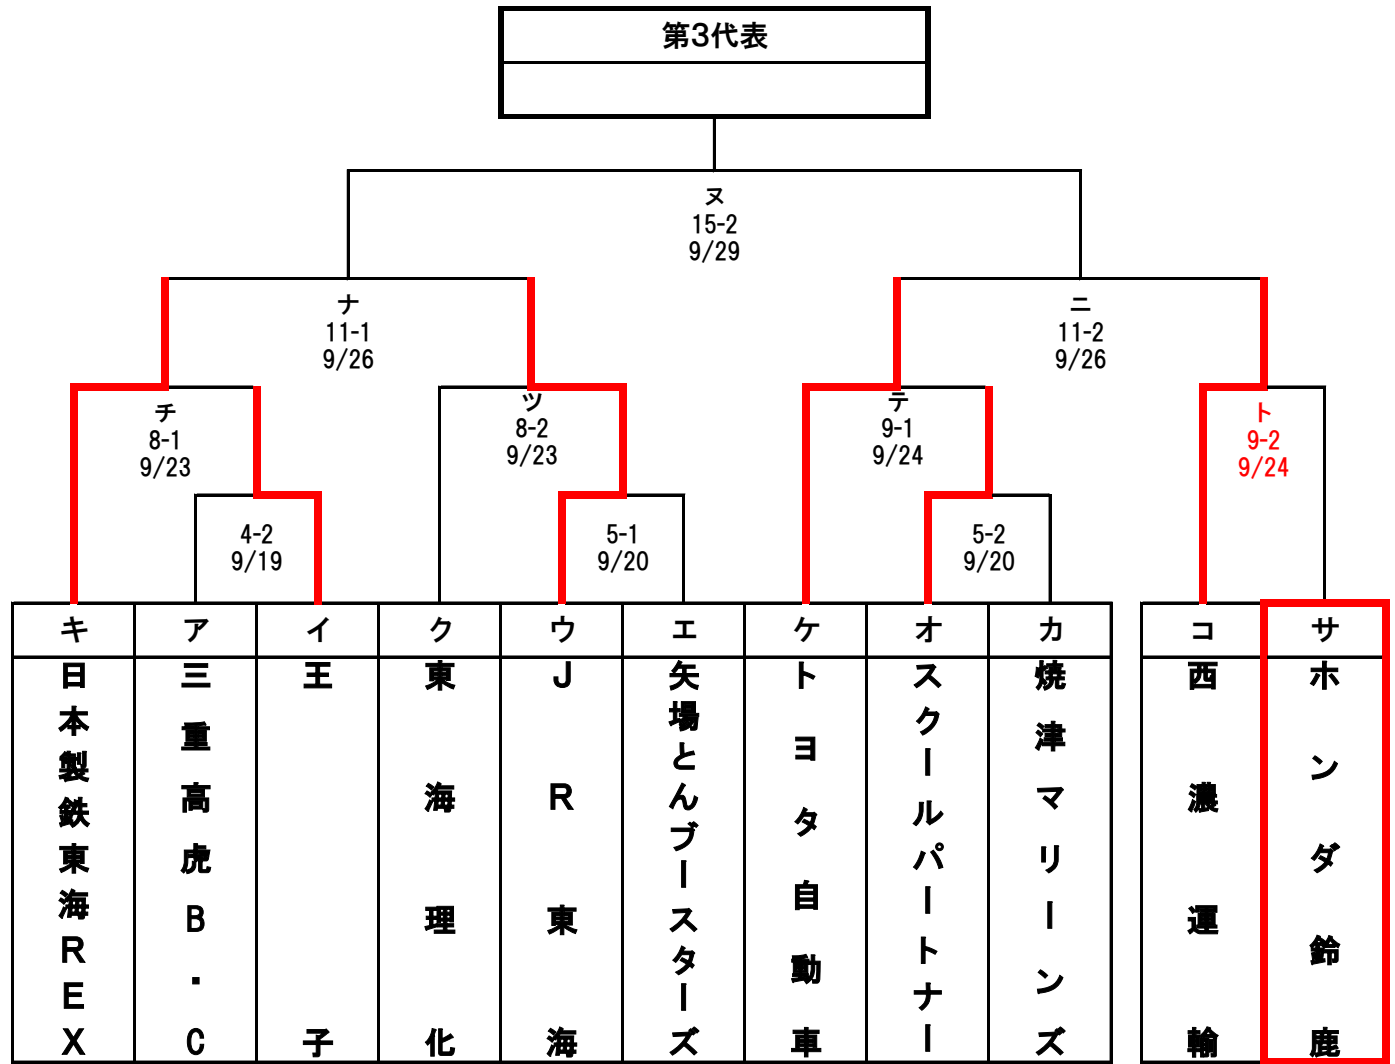 第3代表
ヌ
15-2
9/29
ナ
11-1
9/26
ニ
11-2
9/26
チ
8-1
9/23
ツ
8-2
9/23
テ
9-1
9/24
ト
9-2
9/24
4-2
9/19
5-1
9/20
5-2
9/20
キ
ア
イ
ク
ウ
エ
ケ
オ
カ
コ
サ
日本製鉄東海REX
三重高虎B・C
王子
東海理化
JR東海
矢場とんブースターズ
トヨタ自動車
スクールパートナー
焼津マリーンズ
西濃運輸
ホンダ鈴鹿